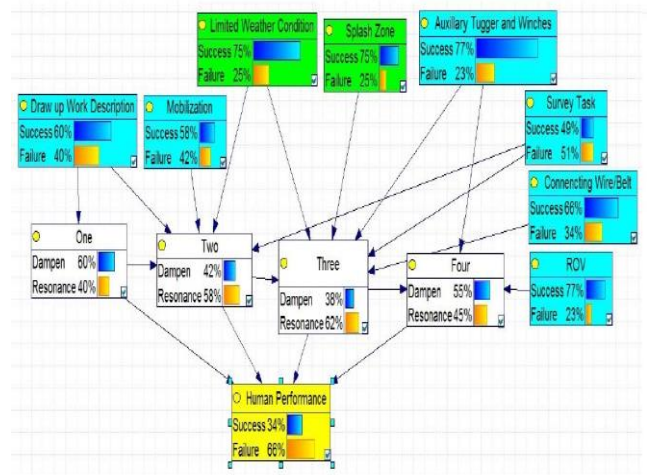 Limited Weather Condition
Success 75%
Failure 25%
Splash Zone
Success 75%
Failure 25%
Auxilary Tugger and Winches
Success 77%
Failure 23%
Draw up Work Description
Success 60%
Failure 40%
Mobilization
Success 58%
Failure 42%
Survey Task
Success 49%
Failure 51%
Connencting Wire/Belt
Success 66%
Failure 34%
One
Dampen 60%
Resonance 40%
Two
Dampen 42%
Resonance 58%
Three
Dampen 38%
Resonance 62%
Four
Dampen 55%
Resonance 45%
ROV
Success 77%
Failure 23%
Human Performance
Success 34%
Failure 66%